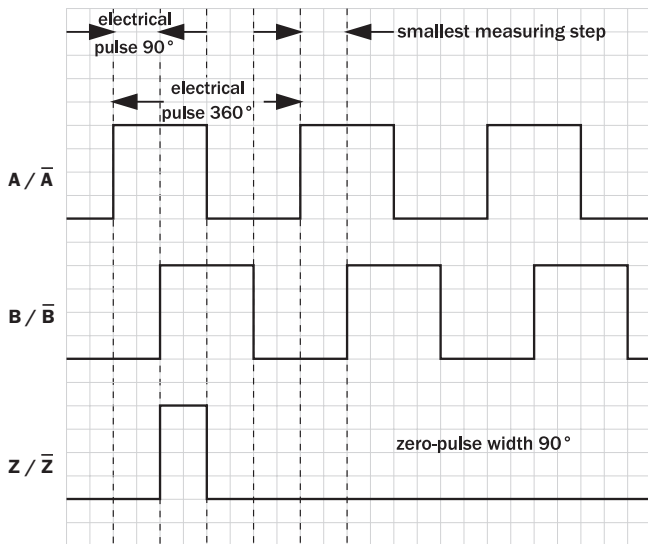 electrical
pulse 90°
smallest measuring step
electrical
pulse 360°
A / A̅
B / B̅
Z / Z̅
zero-pulse width 90°